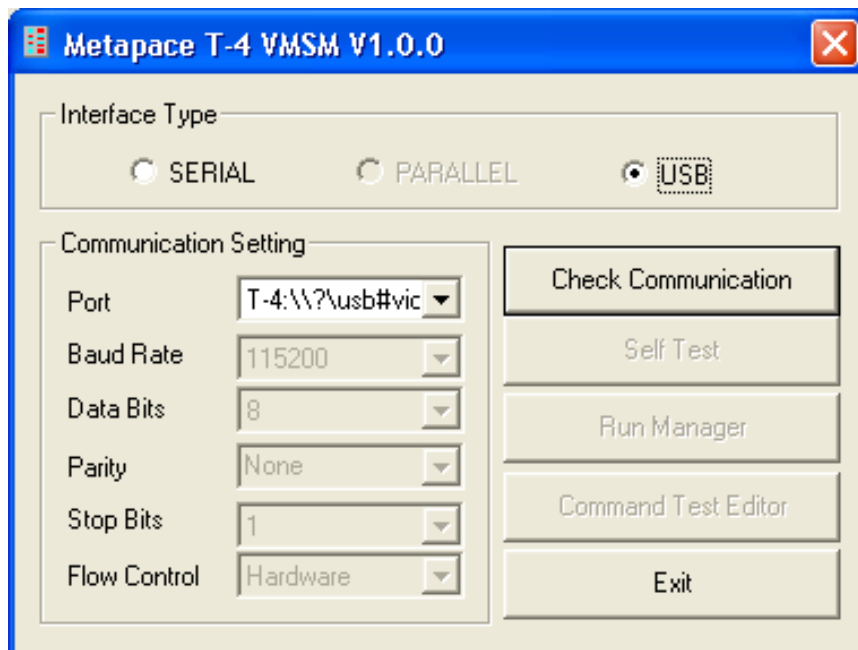 Metapace T-4 VMSM V1.0.0
Interface Type
SERIAL PARALLEL USB
Communication Setting
Port T-4:\\?\usb#vic
Baud Rate 115200
Data Bits 8
Parity None
Stop Bits 1
Flow Control Hardware
Check Communication
Self Test
Run Manager
Command Test Editor
Exit